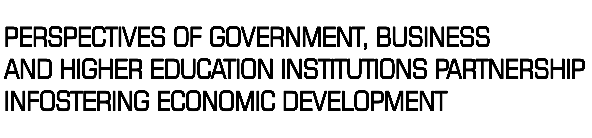 PERSPECTIVES OF GOVERNMENT, BUSINESS
AND HIGHER EDUCATION INSTITUTIONS PARTNERSHIP
INFOSTERING ECONOMIC DEVELOPMENT